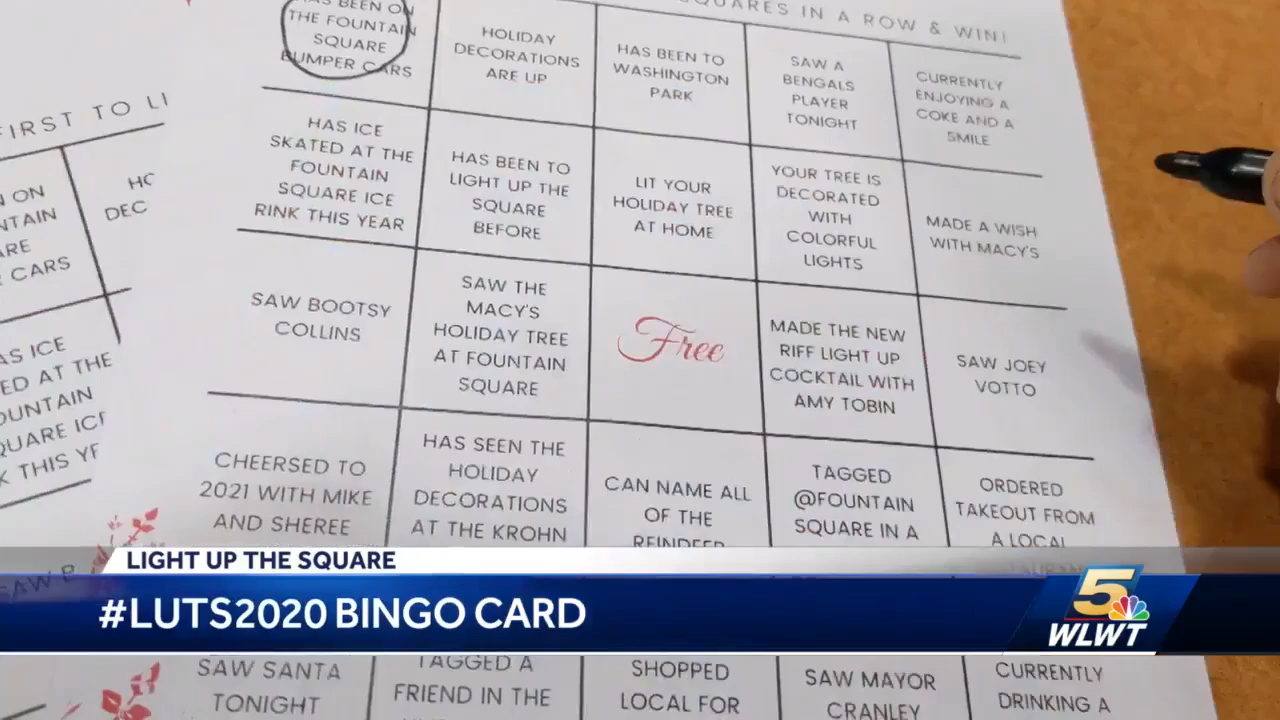 SQUARES IN A ROW & WIN!
HAS BEEN ON
THE FOUNTAIN
SQUARE
BUMPER CARS
HOLIDAY
DECORATIONS
ARE UP
HAS BEEN TO
WASHINGTON
PARK
SAW A
BENGALS
PLAYER
TONIGHT
CURRENTLY
ENJOYING A
COKE AND A
SMILE
HAS ICE
SKATED AT THE
FOUNTAIN
SQUARE ICE
RINK THIS YEAR
HAS BEEN TO
LIGHT UP THE
SQUARE
BEFORE
LIT YOUR
HOLIDAY TREE
AT HOME
YOUR TREE IS
DECORATED
WITH
COLORFUL
LIGHTS
MADE A WISH
WITH MACY'S
SAW BOOTSY
COLLINS
SAW THE
MACY'S
HOLIDAY TREE
AT FOUNTAIN
SQUARE
Free
MADE THE NEW
RIFF LIGHT UP
COCKTAIL WITH
AMY TOBIN
SAW JOEY
VOTTO
CHEERSED TO
2021 WITH MIKE
AND SHEREE
HAS SEEN THE
HOLIDAY
DECORATIONS
AT THE KROHN
CAN NAME ALL
OF THE
REINDEER
TAGGED
@FOUNTAIN
SQUARE IN A
ORDERED
TAKEOUT FROM
A LOCAL
SAW SANTA
TONIGHT
TAGGED A
FRIEND IN THE
SHOPPED
LOCAL FOR
SAW MAYOR
CRANLEY
CURRENTLY
DRINKING A
FIRST TO LI
N ON
NTAIN
ARE
CARS
HO
DEC
AS ICE
ED AT THE
OUNTAIN
QUARE ICE
K THIS YE
SAW B
LIGHT UP THE SQUARE
#LUTS2020 BINGO CARD
5
WLWT